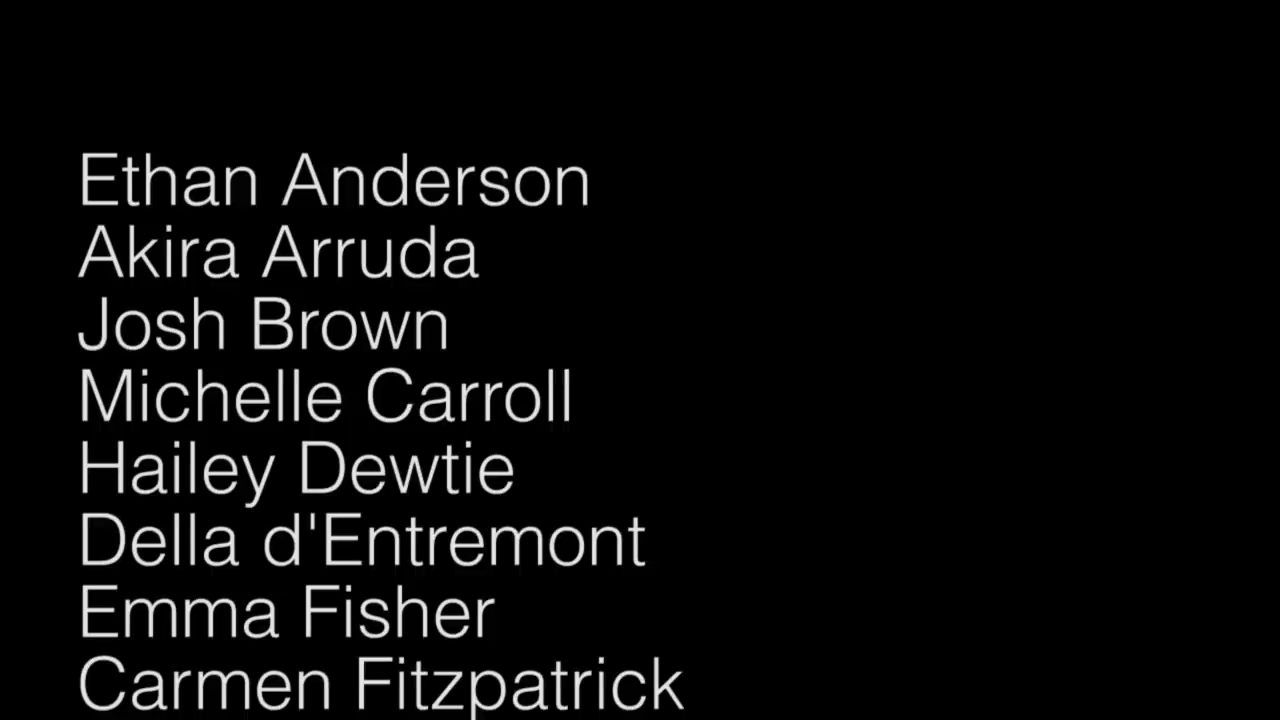 Ethan Anderson
Akira Arruda
Josh Brown
Michelle Carroll
Hailey Dewtie
Della d'Entremont
Emma Fisher
Carmen Fitzpatrick